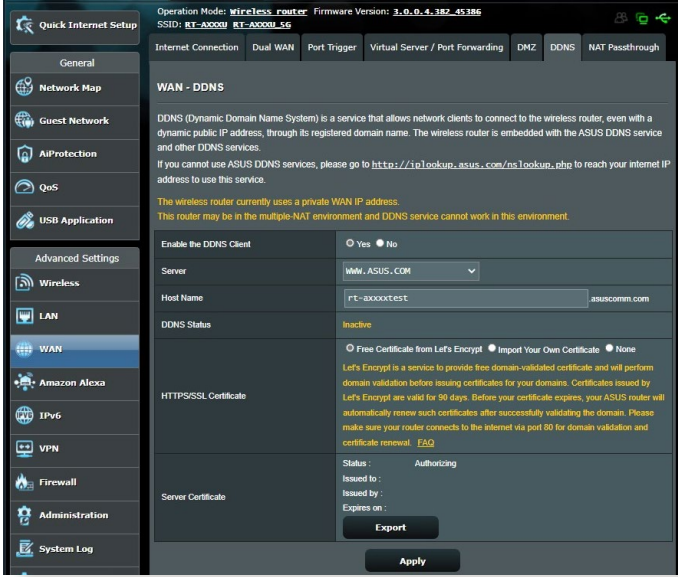 Quick Internet Setup
Operation Mode: Wireless router Firmware Version: 3.0.0.4.382_45386
SSID: RT-AXXXU RT-AXXXU_5G
General
Network Map
Guest Network
AiProtection
QoS
USB Application
Advanced Settings
Wireless
LAN
WAN
Amazon Alexa
IPv6
VPN
Firewall
Administration
System Log
Internet Connection Dual WAN Port Trigger Virtual Server / Port Forwarding DMZ DDNS NAT Passthrough
WAN - DDNS
DDNS (Dynamic Domain Name System) is a service that allows network clients to connect to the wireless router, even with a
dynamic public IP address, through its registered domain name. The wireless router is embedded with the ASUS DDNS service
and other DDNS services.
If you cannot use ASUS DDNS services, please go to http://iplookup.asus.com/nslookup.php to reach your internet IP
address to use this service.
The wireless router currently uses a private WAN IP address.
This router may be in the multiple-NAT environment and DDNS service cannot work in this environment.
Enable the DDNS Client Yes No
Server WWW.ASUS.COM
Host Name rt-axxxxtest .asuscomm.com
DDNS Status Inactive
HTTPS/SSL Certificate
Free Certificate from Let's Encrypt Import Your Own Certificate None
Let's Encrypt is a service to provide free domain-validated certificate and will perform
domain validation before issuing certificates for your domains. Certificates issued by
Let's Encrypt are valid for 90 days. Before your certificate expires, your ASUS router will
automatically renew such certificates after successfully validating the domain. Please
make sure your router connects to the internet via port 80 for domain validation and
certificate renewal. FAQ
Server Certificate
Status : Authorizing
Issued to :
Issued by :
Expires on :
Export
Apply